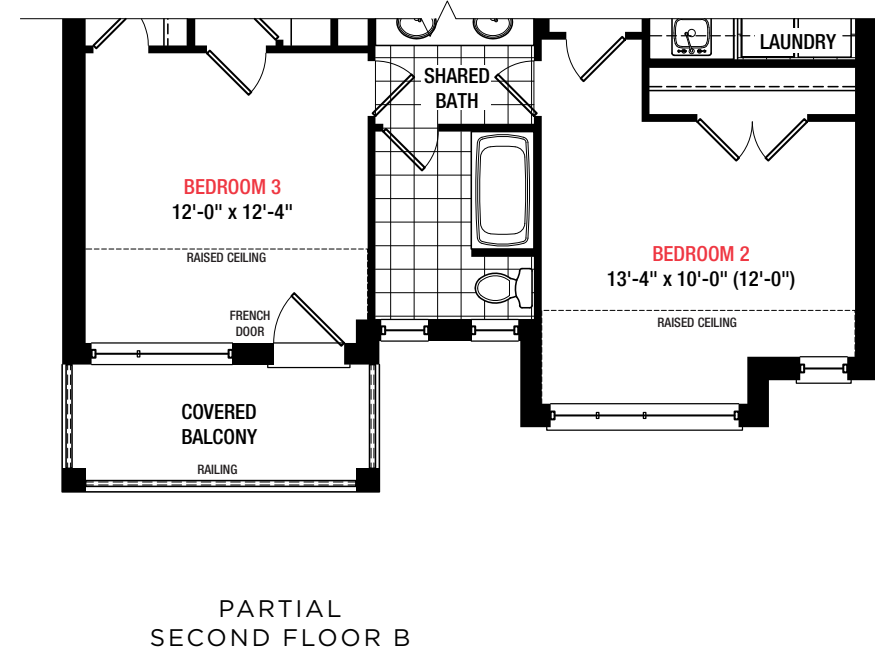 LAUNDRY
SHARED
BATH
BEDROOM 3
12'-0" x 12'-4"
RAISED CEILING
BEDROOM 2
13'-4" x 10'-0" (12'-0")
RAISED CEILING
FRENCH
DOOR
COVERED
BALCONY
RAILING
PARTIAL
SECOND FLOOR B